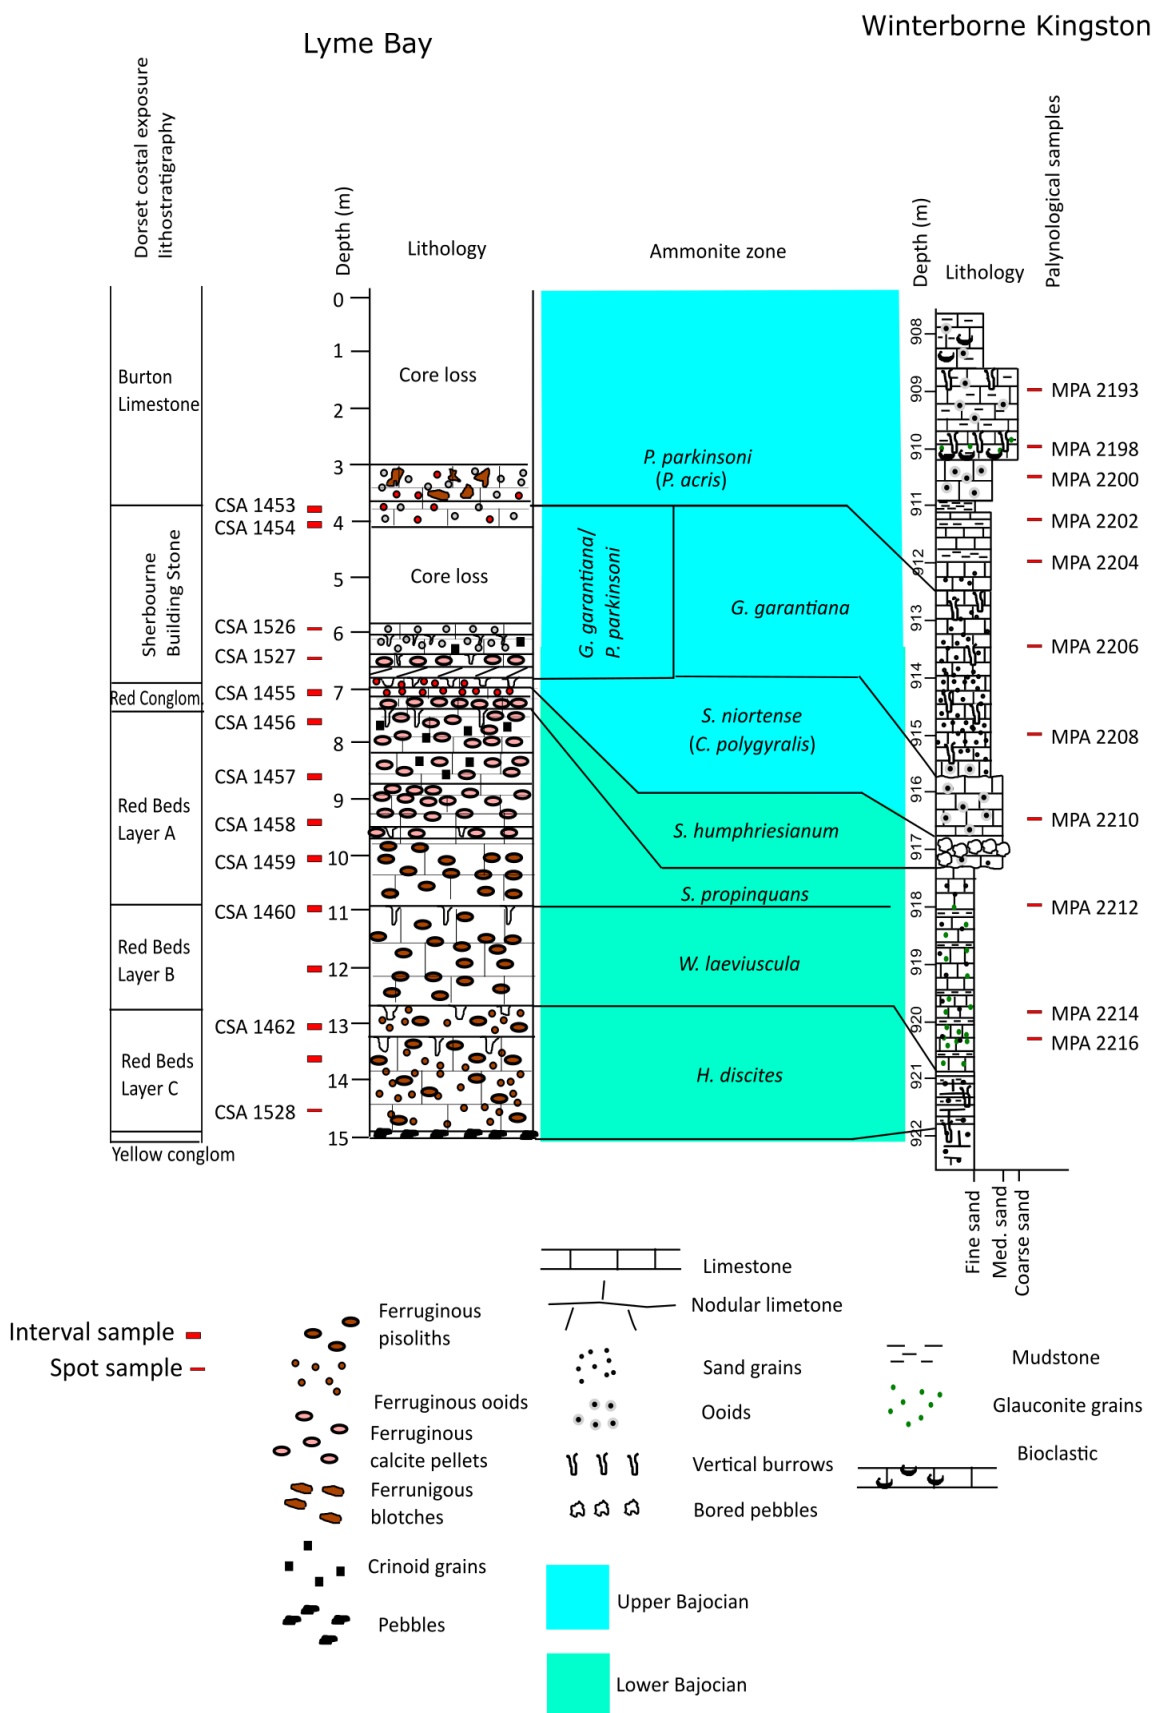 Lyme Bay
Winterborne Kingston
Dorset costal exposure
lithostratigraphy
Depth (m)
Lithology
Ammonite zone
Depth (m)
Lithology
Palynological samples
Burton
Limestone
Sherbourne
Building Stone
Red Conglom.
Red Beds
Layer A
Red Beds
Layer B
Red Beds
Layer C
Yellow conglom
CSA 1453
CSA 1454
CSA 1526
CSA 1527
CSA 1455
CSA 1456
CSA 1457
CSA 1458
CSA 1459
CSA 1460
CSA 1462
CSA 1528
0
1
2
3
4
5
6
7
8
9
10
11
12
13
14
15
Core loss
Core loss
P. parkinsoni
(P. acris)
G. garantiana/
P. parkinsoni
G. garantiana
S. niortense
(C. polygyralis)
S. humphriesianum
S. propinquans
W. laeviuscula
H. discites
908
909
910
911
912
913
914
915
916
917
918
919
920
921
922
MPA 2193
MPA 2198
MPA 2200
MPA 2202
MPA 2204
MPA 2206
MPA 2208
MPA 2210
MPA 2212
MPA 2214
MPA 2216
Fine sand
Med. sand
Coarse sand
Interval sample
Spot sample
Ferruginous
pisoliths
Ferruginous ooids
Ferruginous
calcite pellets
Ferrunigous
blotches
Crinoid grains
Pebbles
Limestone
Nodular limetone
Sand grains
Ooids
Vertical burrows
Bored pebbles
Upper Bajocian
Lower Bajocian
Mudstone
Glauconite grains
Bioclastic